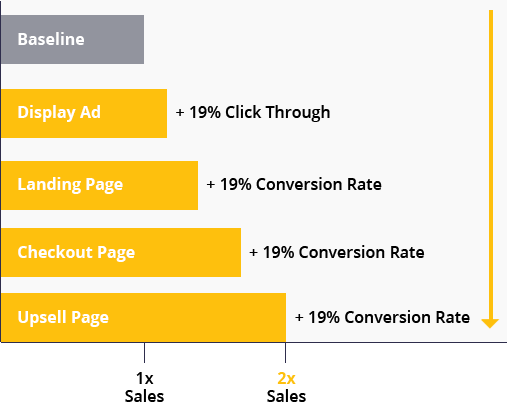 Baseline
Display Ad + 19% Click Through
Landing Page + 19% Conversion Rate
Checkout Page + 19% Conversion Rate
Upsell Page + 19% Conversion Rate
1x 2x
Sales Sales